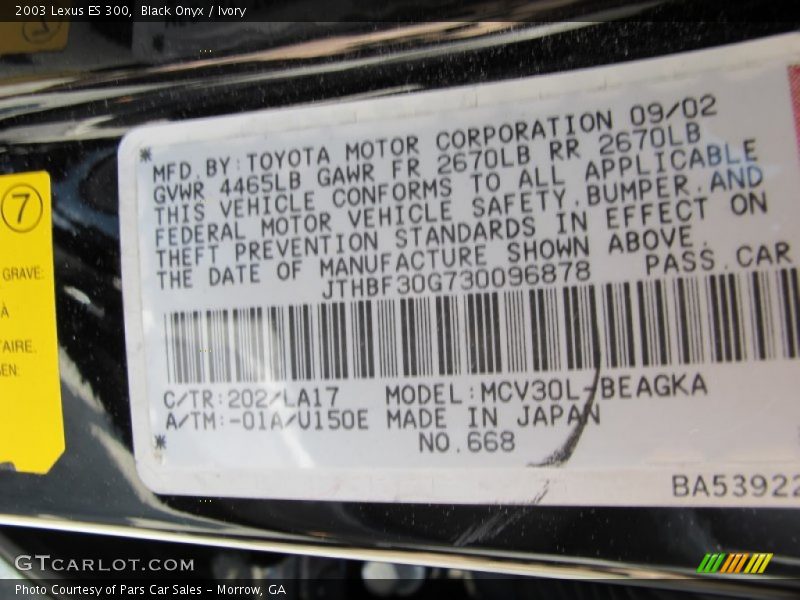 2003 Lexus ES 300, Black Onyx / Ivory
7
GRAVE:
À
AIRE.
EN:
* MFD.BY:TOYOTA MOTOR CORPORATION 09/02
GVWR 4465LB GAWR FR 2670LB RR 2670LB
THIS VEHICLE CONFORMS TO ALL APPLICABLE
FEDERAL MOTOR VEHICLE SAFETY,BUMPER,AND
THEFT PREVENTION STANDARDS IN EFFECT ON
THE DATE OF MANUFACTURE SHOWN ABOVE.
JTHBF30G730096878 PASS.CAR
C/TR:202/LA17 MODEL:MCV30L-BEAGKA
A/TM:-01A/U150E MADE IN JAPAN
* NO.668
BA53922
GTCARLOT.COM
Photo Courtesy of Pars Car Sales - Morrow, GA